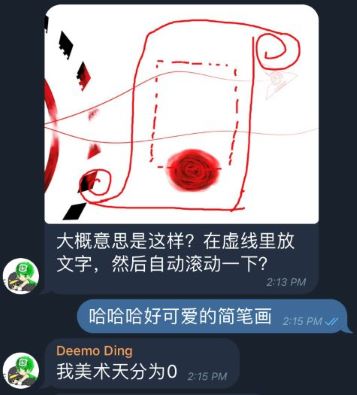 大概意思是这样？在虚线里放
文字，然后自动滚动一下？
2:13 PM
哈哈哈好可爱的简笔画 2:15 PM
Deemo Ding
我美术天分为0 2:15 PM